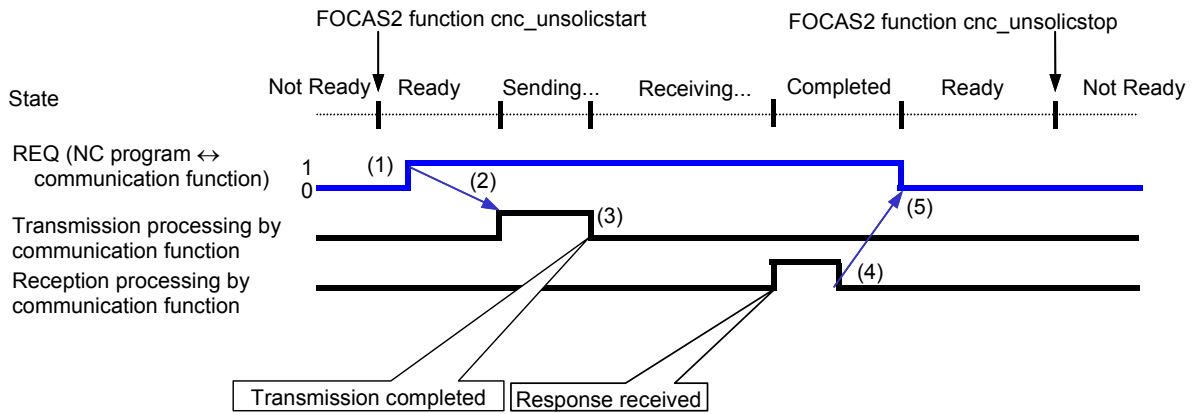 FOCAS2 function cnc_unsolicstart
FOCAS2 function cnc_unsolicstop
State
Not Ready
Ready
Sending...
Receiving...
Completed
Ready
Not Ready
REQ (NC program ↔
communication function)
1
0
(1)
(2)
(3)
(4)
(5)
Transmission processing by
communication function
Reception processing by
communication function
Transmission completed
Response received